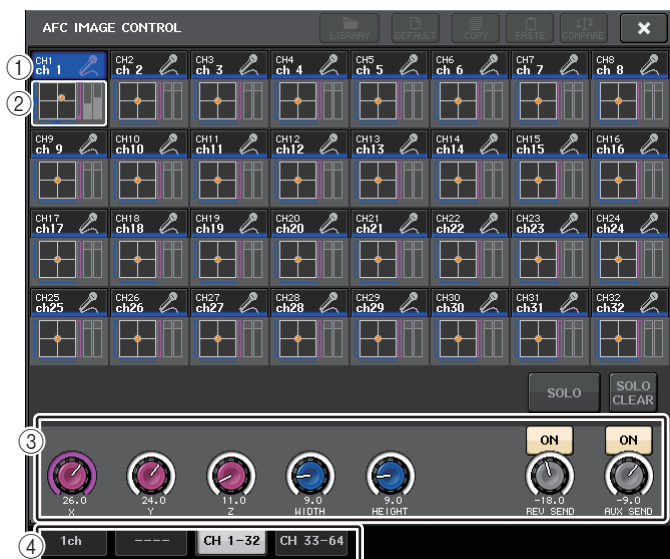 AFC IMAGE CONTROL
LIBRARY DEFAULT COPY PASTE COMPARE
① CH1 CH2 CH3 CH4 CH5 CH6 CH7 CH8
ch 1 ch 2 ch 3 ch 4 ch 5 ch 6 ch 7 ch 8
②
CH9 CH10 CH11 CH12 CH13 CH14 CH15 CH16
ch 9 ch10 ch11 ch12 ch13 ch14 ch15 ch16
CH17 CH18 CH19 CH20 CH21 CH22 CH23 CH24
ch17 ch18 ch19 ch20 ch21 ch22 ch23 ch24
CH25 CH26 CH27 CH28 CH29 CH30 CH31 CH32
ch25 ch26 ch27 ch28 ch29 ch30 ch31 ch32
SOLO SOLO
CLEAR
③ ON ON
26.0 24.0 11.0 9.0 9.0 -18.0 -9.0
X Y Z WIDTH HEIGHT REV SEND AUX SEND
④ 1ch ---- CH 1-32 CH 33-64